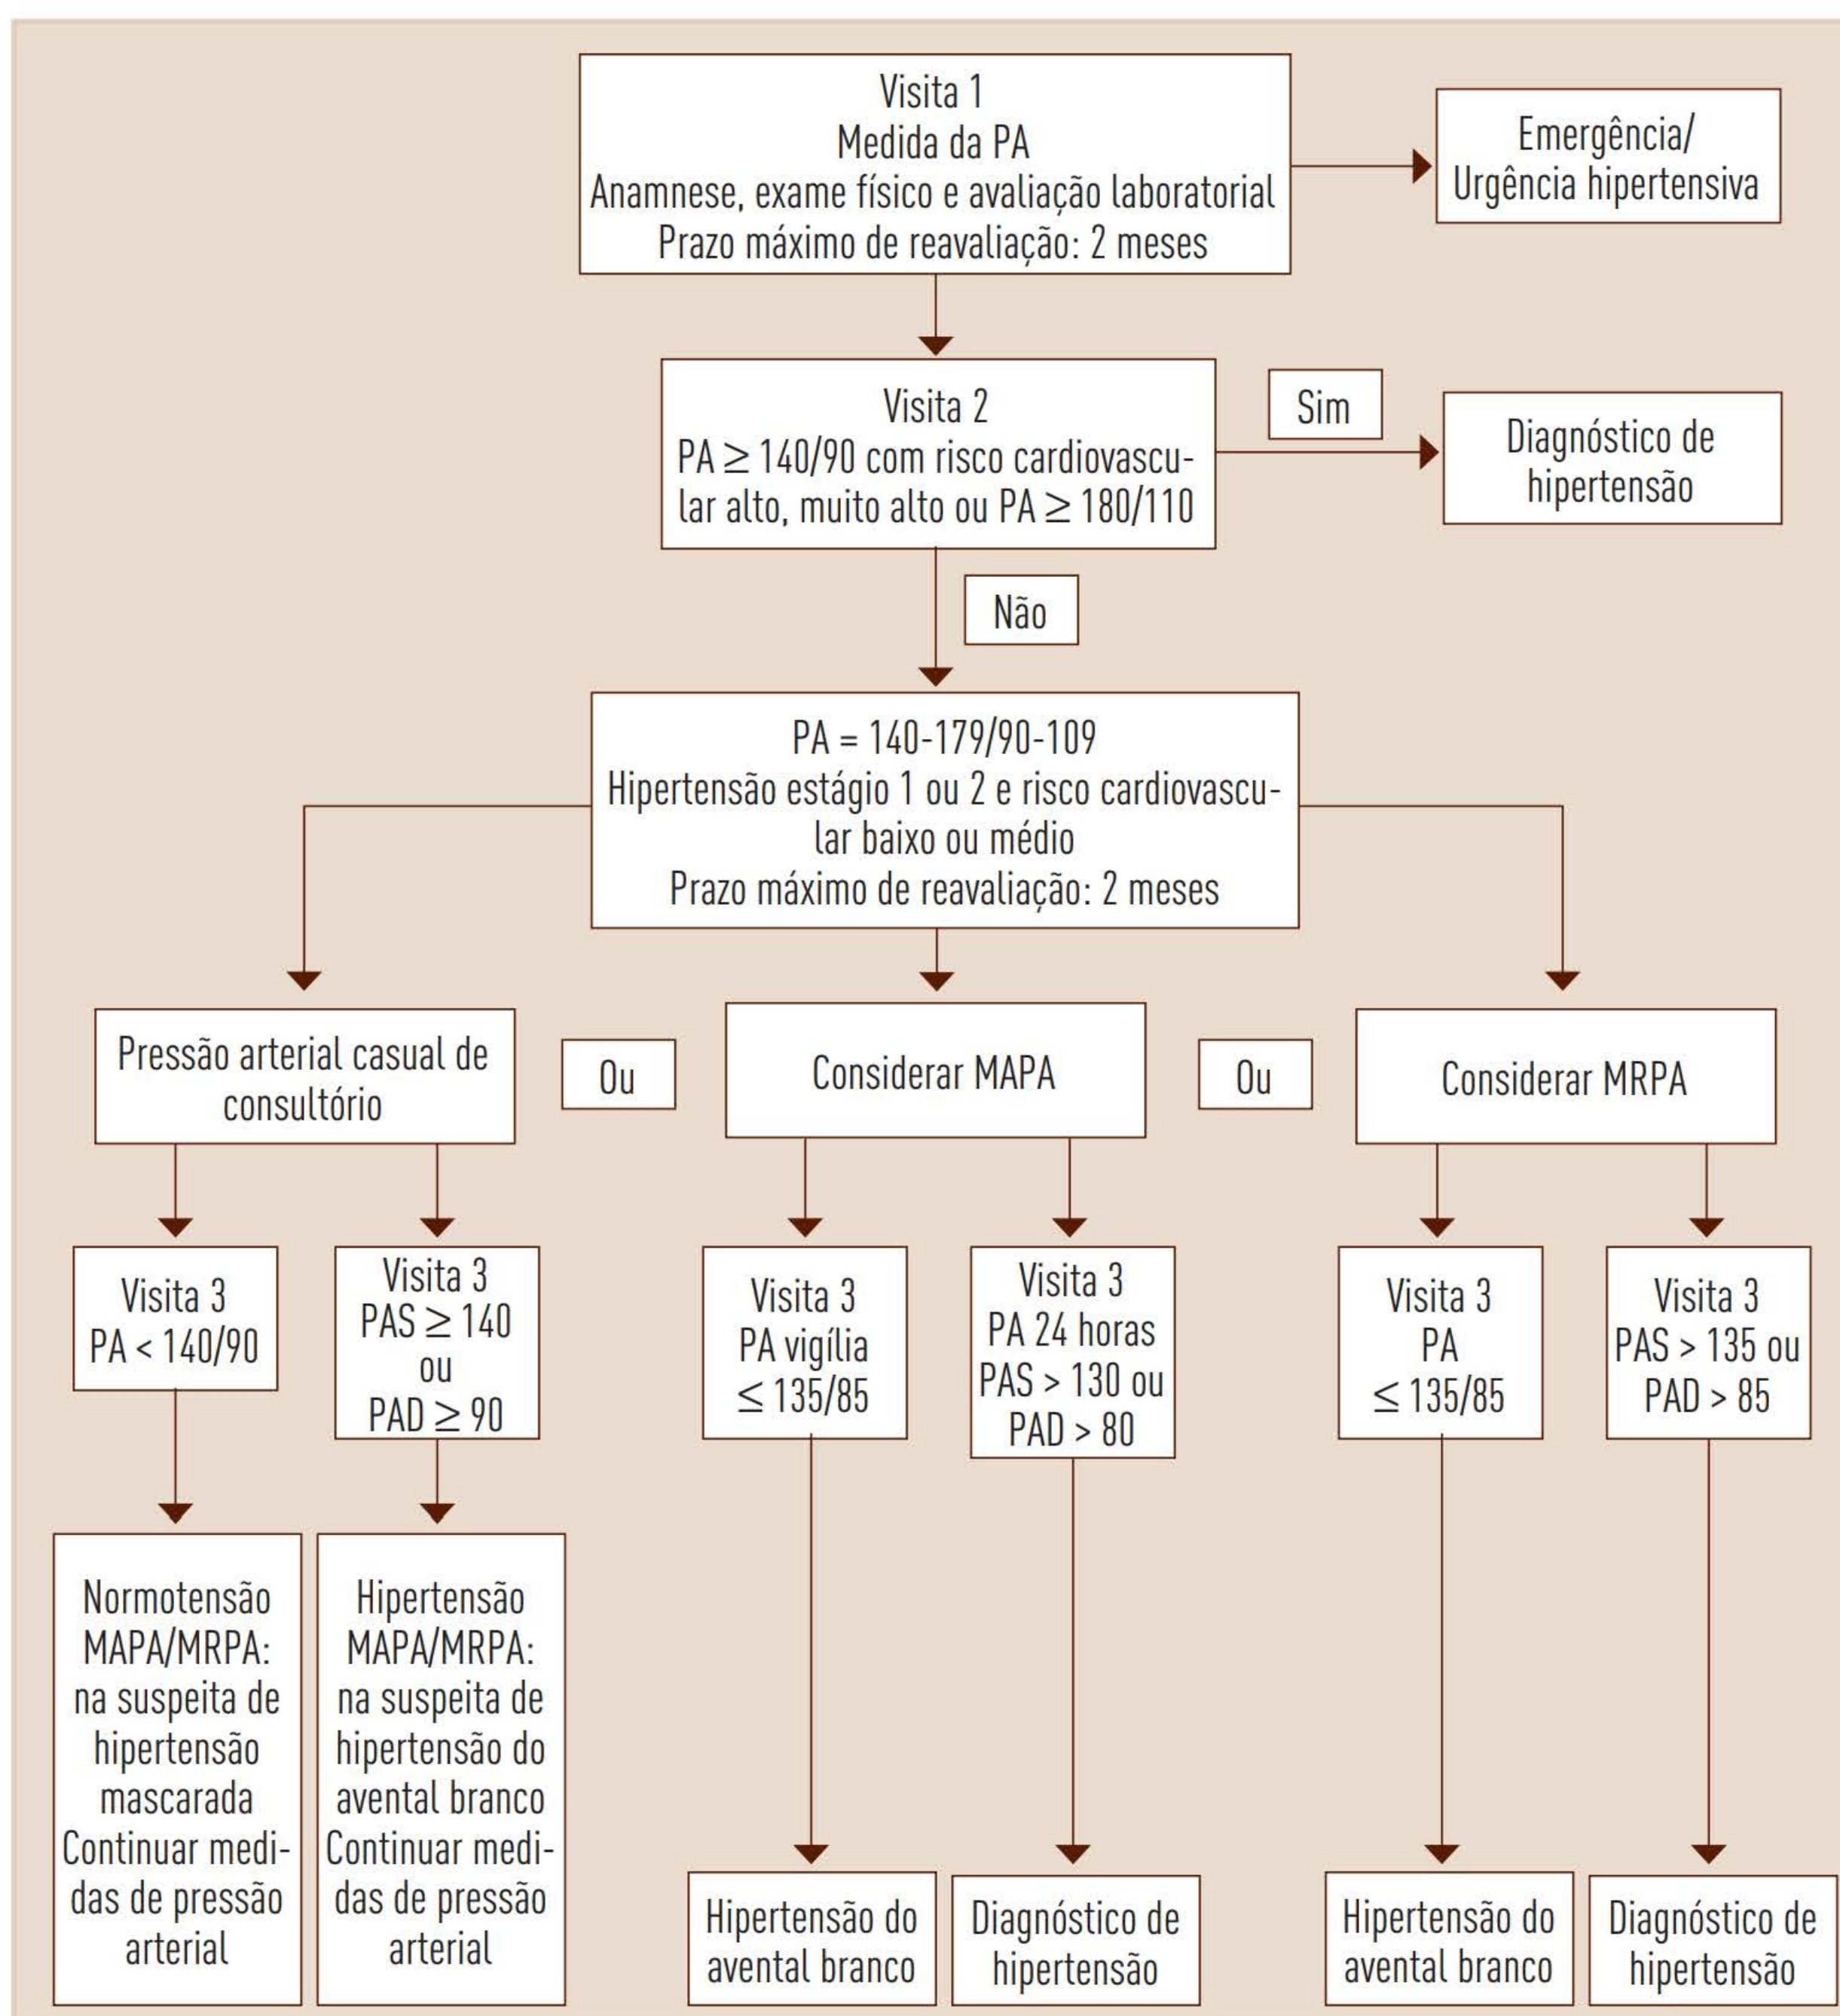 Visita 1
Medida da PA
Anamnese, exame físico e avaliação laboratorial
Prazo máximo de reavaliação: 2 meses
Emergência/
Urgência hipertensiva
Visita 2
PA ≥ 140/90 com risco cardiovascu-
lar alto, muito alto ou PA ≥ 180/110
Sim
Diagnóstico de
hipertensão
Não
PA = 140-179/90-109
Hipertensão estágio 1 ou 2 e risco cardiovascu-
lar baixo ou médio
Prazo máximo de reavaliação: 2 meses
Pressão arterial casual de
consultório
Ou
Considerar MAPA
Ou
Considerar MRPA
Visita 3
PA < 140/90
Visita 3
PAS ≥ 140
ou
PAD ≥ 90
Visita 3
PA vigília
≤ 135/85
Visita 3
PA 24 horas
PAS > 130 ou
PAD > 80
Visita 3
PA
≤ 135/85
Visita 3
PAS > 135 ou
PAD > 85
Normotensão
MAPA/MRPA:
na suspeita de
hipertensão
mascarada
Continuar medi-
das de pressão
arterial
Hipertensão
MAPA/MRPA:
na suspeita de
hipertensão do
avental branco
Continuar medi-
das de pressão
arterial
Hipertensão do
avental branco
Diagnóstico de
hipertensão
Hipertensão do
avental branco
Diagnóstico de
hipertensão